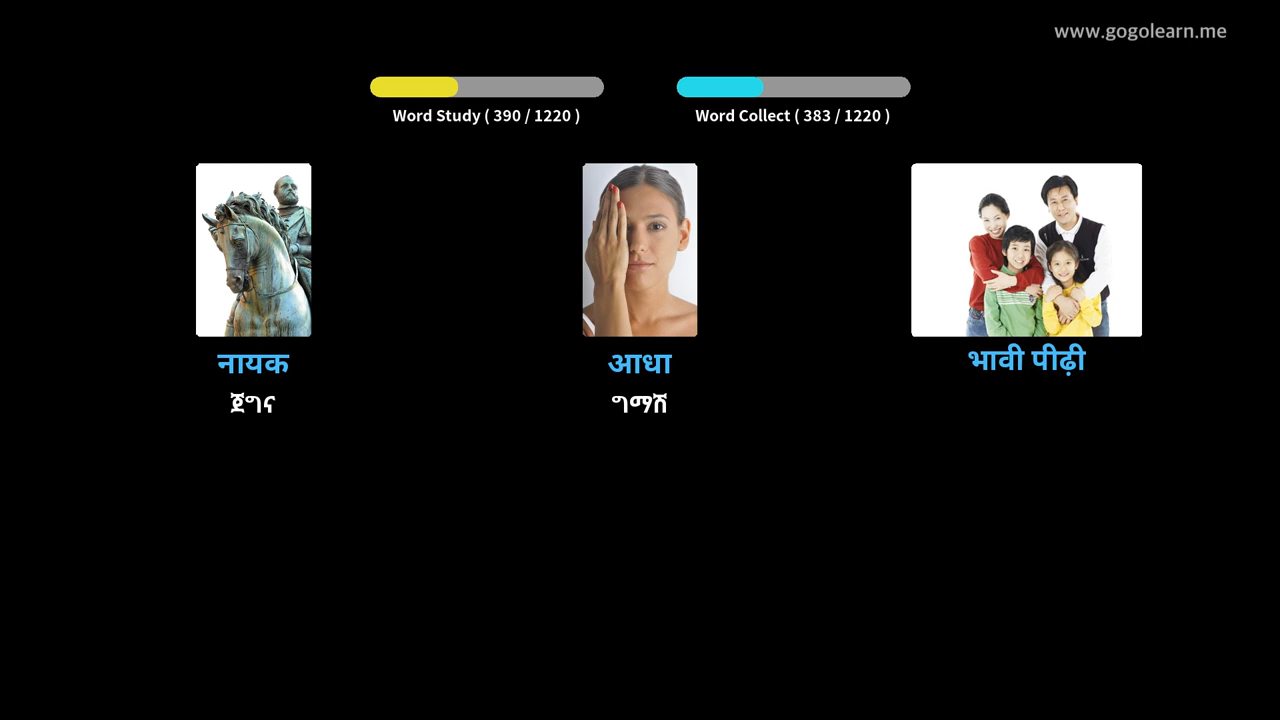 www.gogolearn.me
Word Study ( 390 / 1220 )
Word Collect ( 383 / 1220 )
नायक
ጀግና
आधा
ግማሽ
भावी पीढ़ी